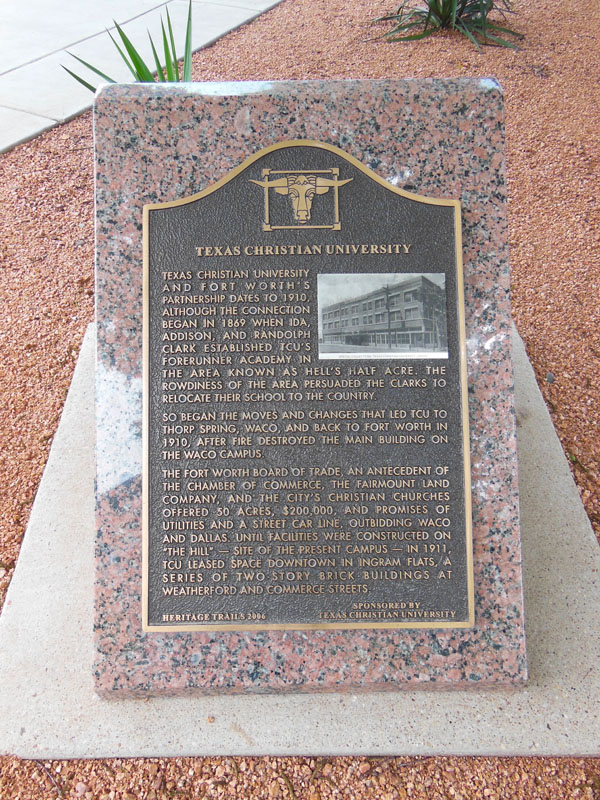 TEXAS CHRISTIAN UNIVERSITY
TEXAS CHRISTIAN UNIVERSITY
AND FORT WORTH'S
PARTNERSHIP DATES TO 1910,
ALTHOUGH THE CONNECTION
BEGAN IN 1869 WHEN IDA,
ADDISON, AND RANDOLPH
CLARK ESTABLISHED TCU'S
FORERUNNER ACADEMY IN
THE AREA KNOWN AS HELL'S HALF ACRE. THE
ROWDINESS OF THE AREA PERSUADED THE CLARKS TO
RELOCATE THEIR SCHOOL TO THE COUNTRY.
SO BEGAN THE MOVES AND CHANGES THAT LED TCU TO
THORP SPRING, WACO, AND BACK TO FORT WORTH IN
1910, AFTER FIRE DESTROYED THE MAIN BUILDING ON
THE WACO CAMPUS.
THE FORT WORTH BOARD OF TRADE, AN ANTECEDENT OF
THE CHAMBER OF COMMERCE, THE FAIRMOUNT LAND
COMPANY, AND THE CITY'S CHRISTIAN CHURCHES
OFFERED 50 ACRES, $200,000, AND PROMISES OF
UTILITIES AND A STREET CAR LINE, OUTBIDDING WACO
AND DALLAS. UNTIL FACILITIES WERE CONSTRUCTED ON
"THE HILL" — SITE OF THE PRESENT CAMPUS — IN 1911,
TCU LEASED SPACE DOWNTOWN IN INGRAM FLATS, A
SERIES OF TWO-STORY BRICK BUILDINGS AT
WEATHERFORD AND COMMERCE STREETS.
HERITAGE TRAILS 2006
SPONSORED BY
TEXAS CHRISTIAN UNIVERSITY